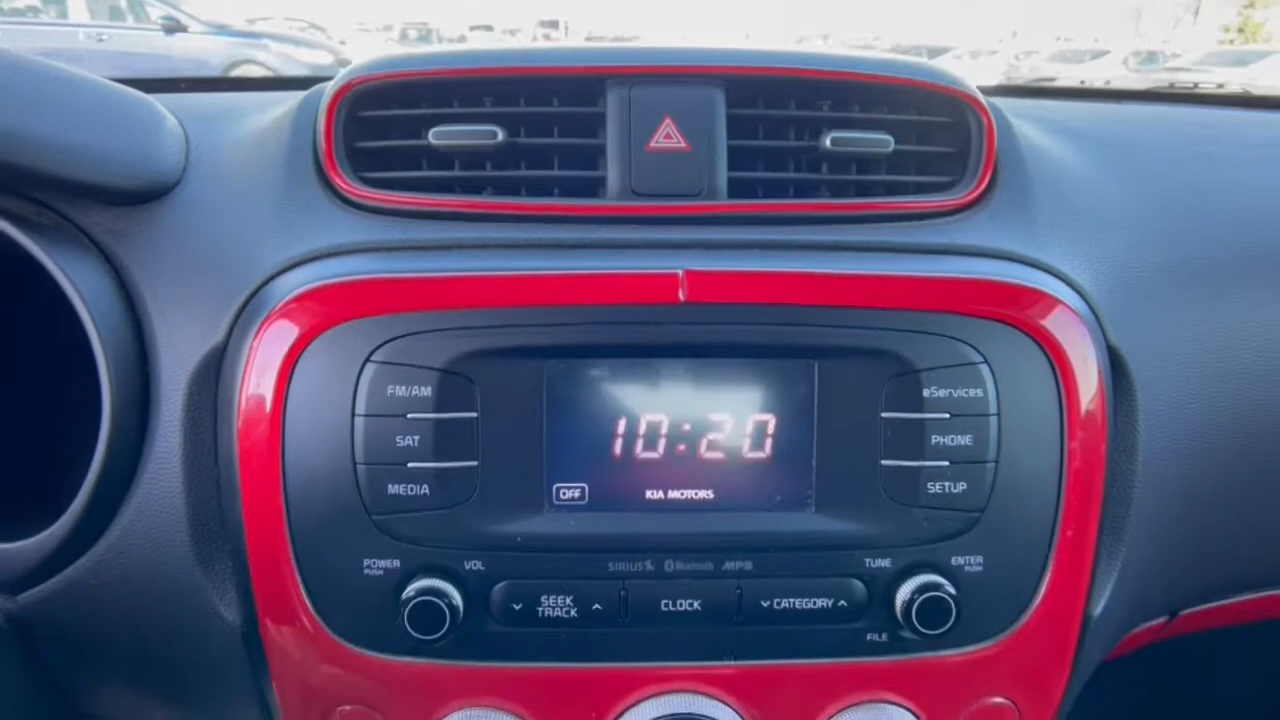 FM/AM
SAT
MEDIA
10:20
OFF
KIA MOTORS
eServices
PHONE
SETUP
POWER
PUSH
VOL
SIRIUS
Bluetooth
MP3
TUNE
ENTER
PUSH
SEEK
TRACK
CLOCK
CATEGORY
FILE